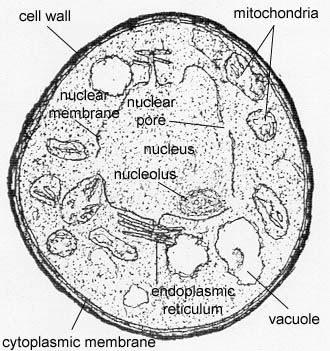 mitochondria
cell wall
nuclear
membrane
nuclear
pore
nucleus
nucleolus
endoplasmic
reticulum
vacuole
cytoplasmic membrane